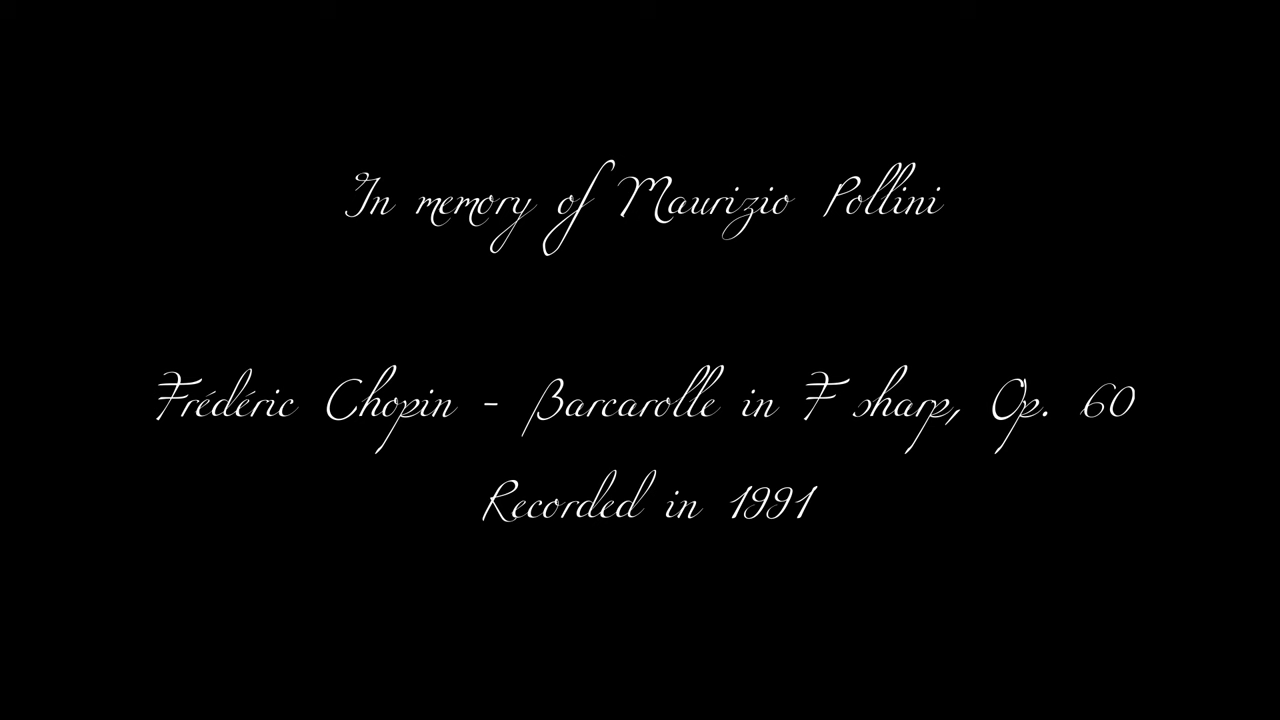 In memory of Maurizio Pollini
Frédéric Chopin - Barcarolle in F sharp, Op. 60
Recorded in 1991